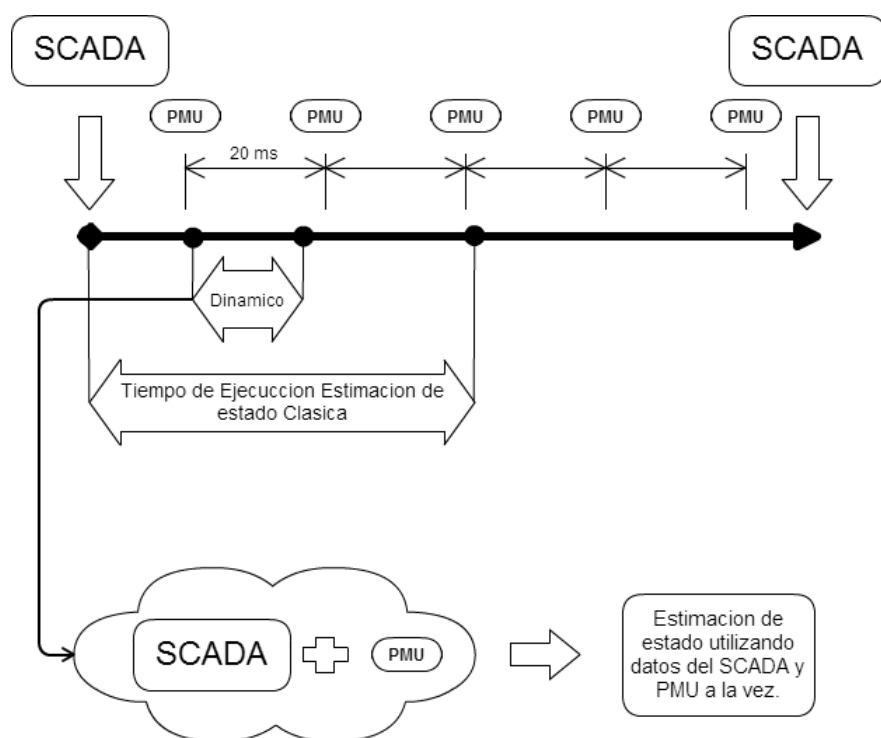 SCADA
SCADA
PMU
PMU
PMU
PMU
PMU
20 ms
Dinamico
Tiempo de Ejecuccion Estimacion de
estado Clasica
SCADA
PMU
Estimacion de
estado utilizando
datos del SCADA y
PMU a la vez.